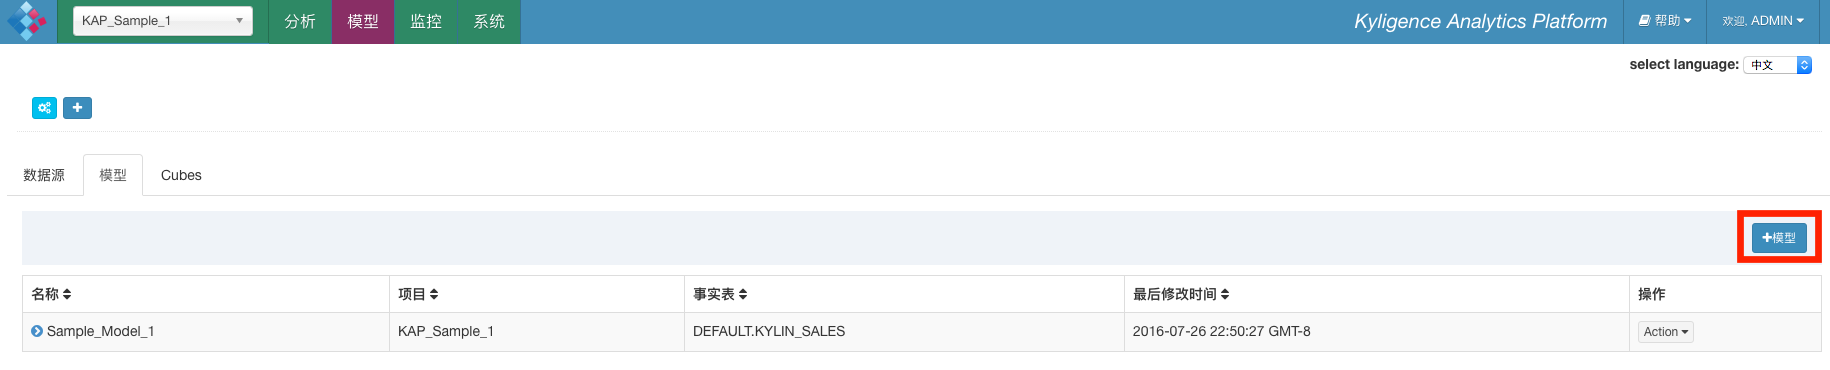 KAP_Sample_1 分析 模型 监控 系统 Kyligence Analytics Platform 帮助 欢迎, ADMIN
select language: 中文
数据源 模型 Cubes
+模型
名称 项目 事实表 最后修改时间 操作
Sample_Model_1 KAP_Sample_1 DEFAULT.KYLIN_SALES 2016-07-26 22:50:27 GMT-8 Action